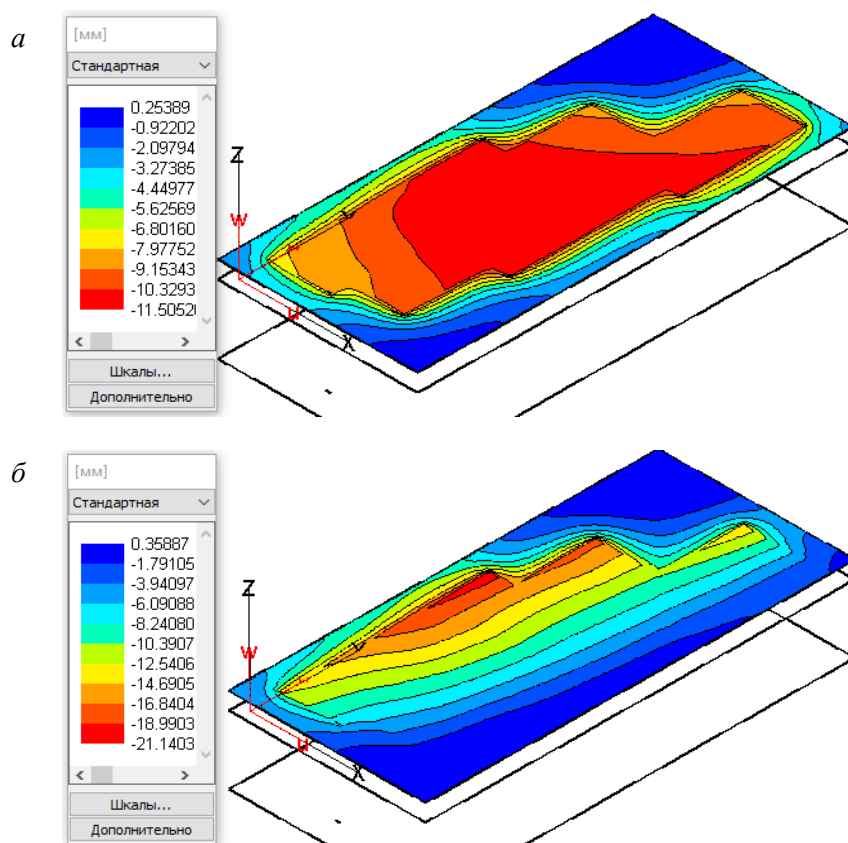 а
[мм]
Стандартная
0.25389
-0.92202
-2.09794
-3.27385
-4.44977
-5.62569
-6.80160
-7.97752
-9.15343
-10.3293
-11.5052
Шкалы...
Дополнительно
Z
W
V
U
X
б
[мм]
Стандартная
0.35887
-1.79105
-3.94097
-6.09088
-8.24080
-10.3907
-12.5406
-14.6905
-16.8404
-18.9903
-21.1403
Шкалы...
Дополнительно
Z
W
V
U
X